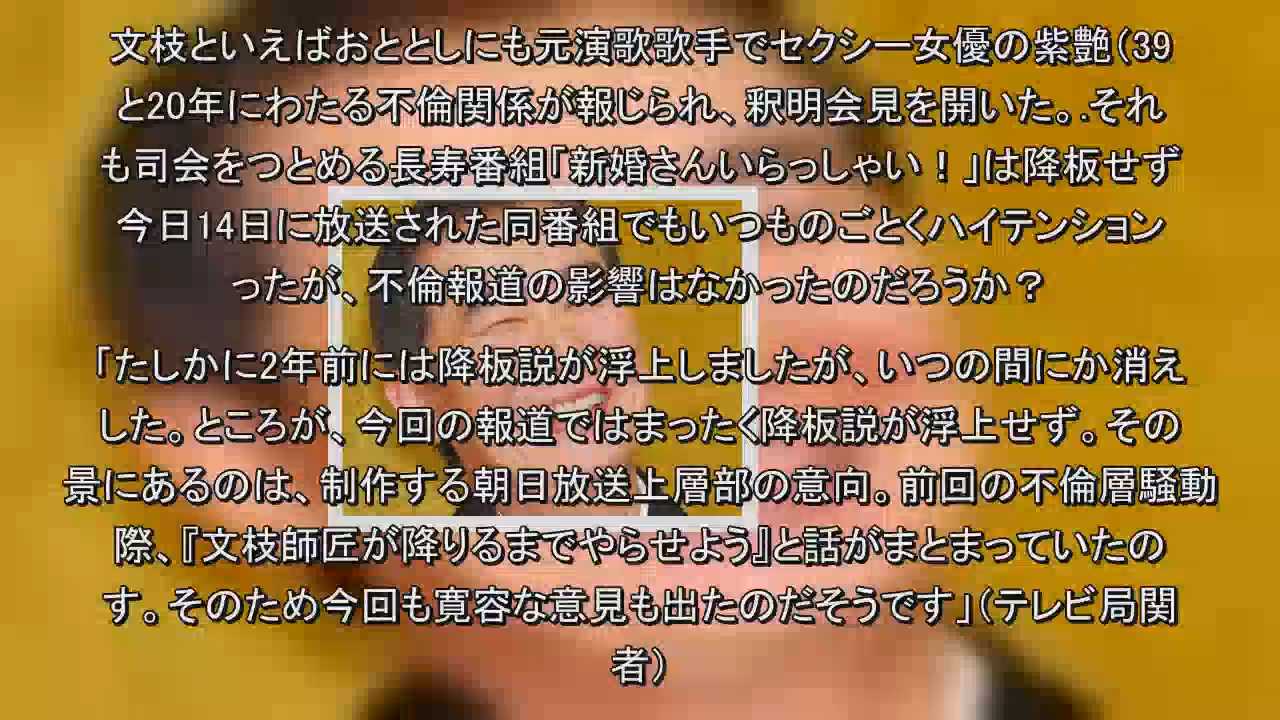 文枝といえばおととしにも元演歌歌手でセクシー女優の紫艶（39
と20年にわたる不倫関係が報じられ、釈明会見を開いた。.それ
も司会をつとめる長寿番組「新婚さんいらっしゃい！」は降板せず
今日14日に放送された同番組でもいつものごとくハイテンション
ったが、不倫報道の影響はなかったのだろうか？
「たしかに2年前には降板説が浮上しましたが、いつの間にか消え
した。ところが、今回の報道ではまったく降板説が浮上せず。その
景にあるのは、制作する朝日放送上層部の意向。前回の不倫層騒動
際、『文枝師匠が降りるまでやらせよう』と話がまとまっていたの
す。そのため今回も寛容な意見も出たのだそうです」（テレビ局関
者）